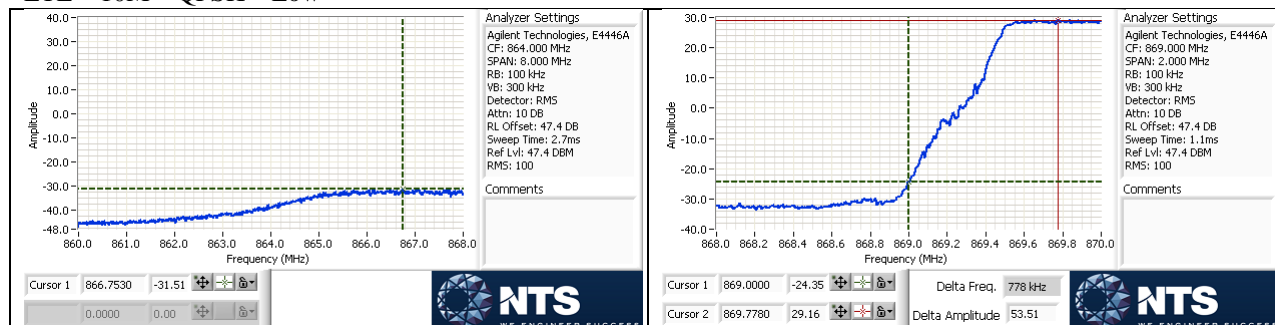 LTE 10M QPSK Low
40.0
30.0
20.0
10.0
0.0
-10.0
-20.0
-30.0
-40.0
-48.0
Amplitude
860.0 861.0 862.0 863.0 864.0 865.0 866.0 867.0 868.0
Frequency (MHz)
Analyzer Settings
Agilent Technologies, E4446A
CF: 864.000 MHz
SPAN: 8.000 MHz
RB: 100 kHz
VB: 300 kHz
Detector: RMS
Attn: 10 DB
RL Offset: 47.4 DB
Sweep Time: 2.7ms
Ref Lvl: 47.4 DBM
RMS: 100
Comments
Cursor 1 866.7530 -31.51
0.0000 0.00
NTS
WE ENGINEER SUCCESS
30.0
20.0
10.0
0.0
-10.0
-20.0
-30.0
-40.0
Amplitude
868.0 868.2 868.4 868.6 868.8 869.0 869.2 869.4 869.6 869.8 870.0
Frequency (MHz)
Analyzer Settings
Agilent Technologies, E4446A
CF: 869.000 MHz
SPAN: 2.000 MHz
RB: 100 kHz
VB: 300 kHz
Detector: RMS
Attn: 10 DB
RL Offset: 47.4 DB
Sweep Time: 1.1ms
Ref Lvl: 47.4 DBM
RMS: 100
Comments
Cursor 1 869.0000 -24.35
Cursor 2 869.7780 29.16
Delta Freq. 778 kHz
Delta Amplitude 53.51
NTS
WE ENGINEER SUCCESS